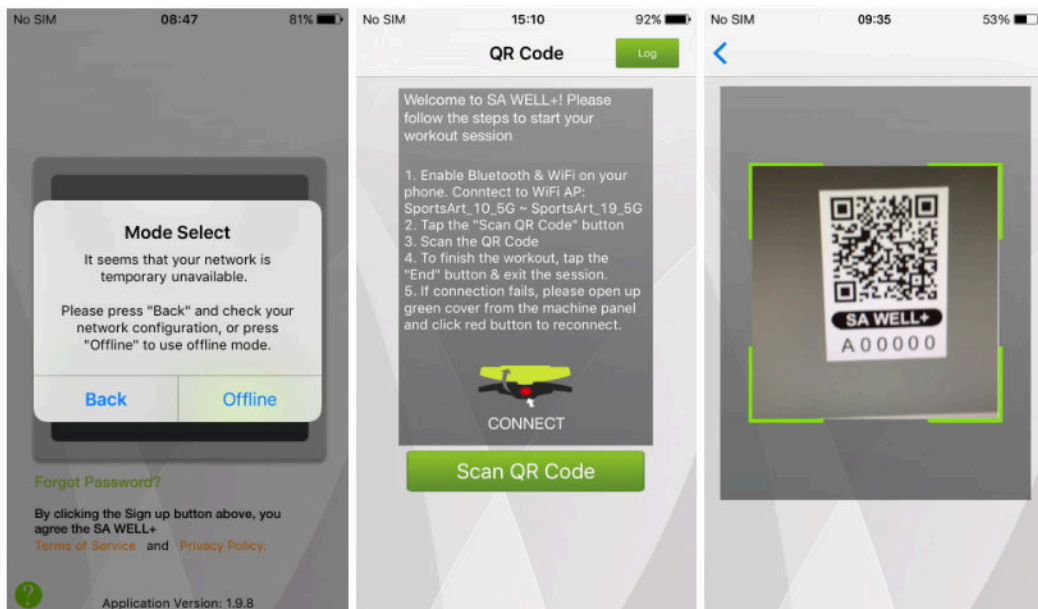 No SIM 08:47 81%
Mode Select
It seems that your network is
temporary unavailable.
Please press "Back" and check your
network configuration, or press
"Offline" to use offline mode.
Back Offline
Forgot Password?
By clicking the Sign up button above, you
agree the SA WELL+
Terms of Service and Privacy Policy.
?
Application Version: 1.9.8
No SIM 15:10 92%
QR Code Log
Welcome to SA WELL+! Please
follow the steps to start your
workout session
1. Enable Bluetooth & WiFi on your
phone. Conntect to WiFi AP:
SportsArt_10_5G ~ SportsArt_19_5G
2. Tap the "Scan QR Code" button
3. Scan the QR Code
4. To finish the workout, tap the
"End" button & exit the session.
5. If connection fails, please open up
green cover from the machine panel
and click red button to reconnect.
CONNECT
Scan QR Code
No SIM 09:35 53%
SA WELL+
A00000